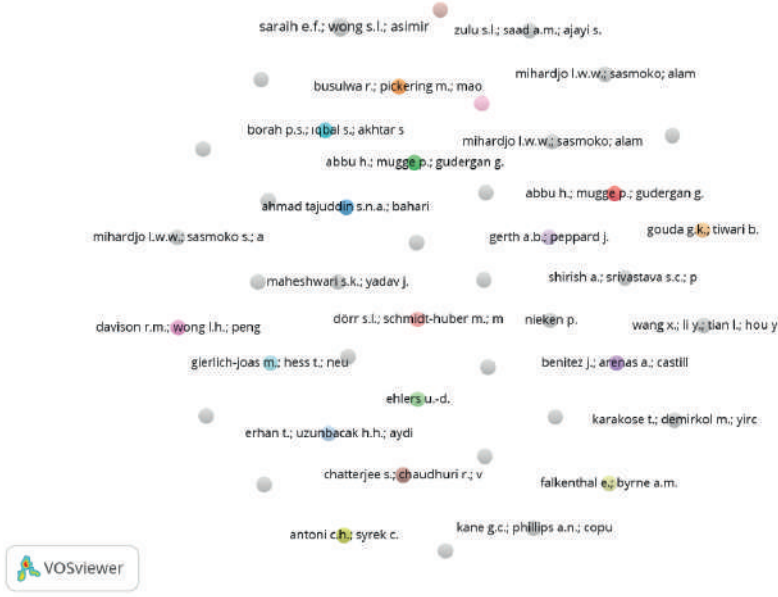 saraih e.f.; wong s.l.; asimir
zulu s.l.; saad a.m.; ajayi s.
mihardjo l.w.w.; sasmoko; alam
busulwa r.; pickering m.; mao
borah p.s.; iqbal s.; akhtar s
mihardjo l.w.w.; sasmoko; alam
abbu h.; mugge p.; gudergan g.
abbu h.; mugge p.; gudergan g.
ahmad tajuddin s.n.a.; bahari
gouda g.k.; tiwari b.
mihardjo l.w.w.; sasmoko s.; a
gerth a.b.; peppard j.
maheshwari s.k.; yadav j.
shirish a.; srivastava s.c.; p
dörr s.l.; schmidt-huber m.; m
nieken p.
wang x.; li y.; tian l.; hou y
davison r.m.; wong l.h.; peng
gierlich-joas m.; hess t.; neu
benitez j.; arenas a.; castill
ehlers u.-d.
karakose t.; demirkol m.; yirc
erhan t.; uzunbacak h.h.; aydi
chatterjee s.; chaudhuri r.; v
falkenthal e.; byrne a.m.
antoni c.h.; syrek c.
kane g.c.; phillips a.n.; copu
VOSviewer